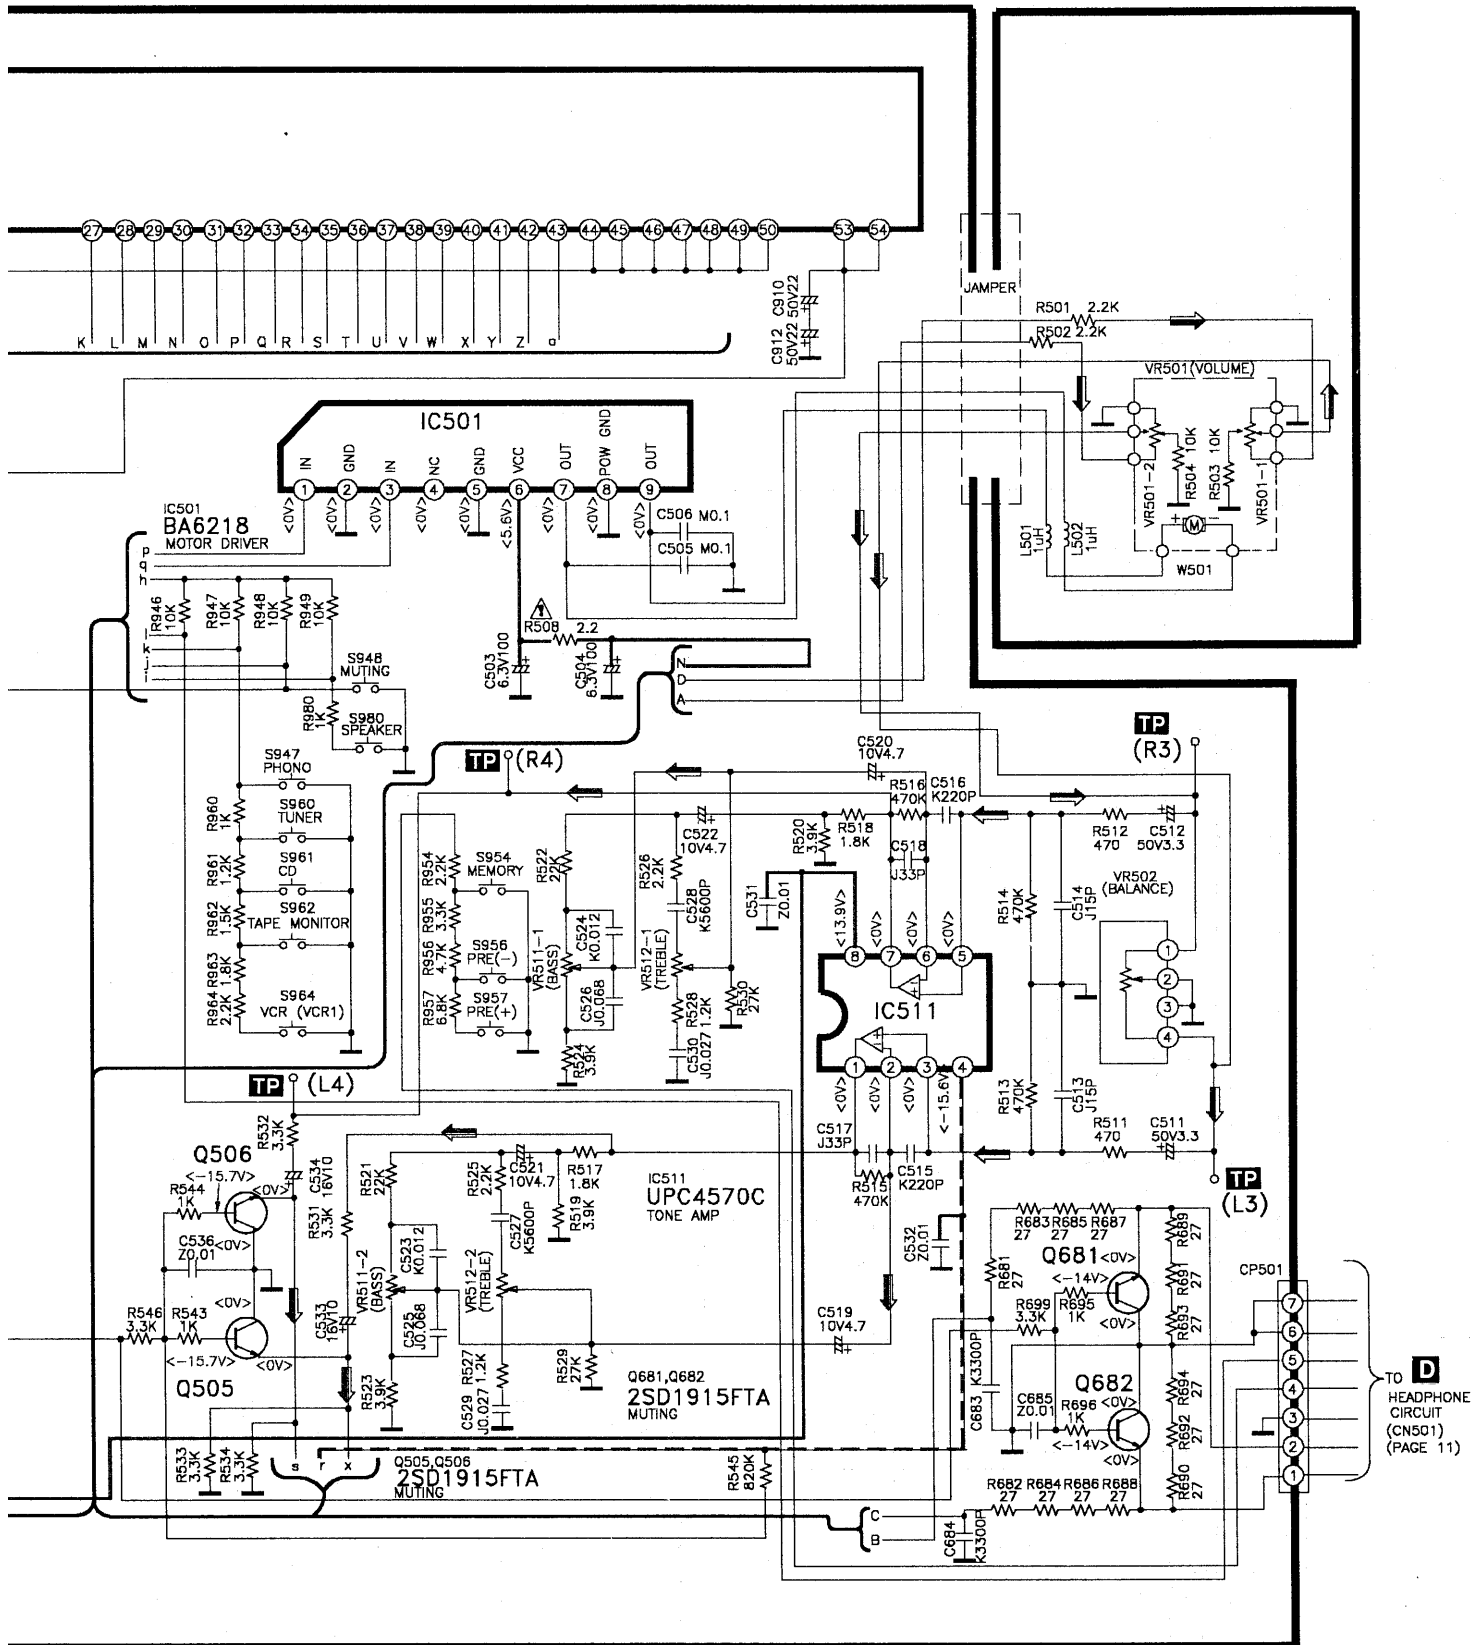 27 28 29 30 31 32 33 34 35 36 37 38 39 40 41 42 43 44 45 46 47 48 49 50 53 54
K L M N O P Q R S T U V W X Y Z a
C910 50V22
C912 50V22
JAMPER
R501 2.2K
R502 2.2K
VR501(VOLUME)
VR501-2
R504 10K
R503 10K
VR501-1
+ M -
W501
L501 1uH
L502 1uH
IC501
IN GND IN NC GND VCC OUT POW GND OUT
1 2 3 4 5 6 7 8 9
<0V> <0V> <0V> <0V> <0V> <5.6V> <0V> <0V> <0V>
IC501
BA6218
MOTOR DRIVER
C506 M0.1
C505 M0.1
p
q
h
l
k
j
i
R946 10K
R947 10K
R948 10K
R949 10K
R508 2.2
C503 6.3V100
C504 6.3V100
N
D
A
S948
MUTING
R980 1K
S980
SPEAKER
S947
PHONO
R960 1K
S960
TUNER
R961 1.2K
S961
CD
R962 1.5K
S962
TAPE MONITOR
R963 1.8K
R964 2.2K
S964
VCR (VCR1)
TP (R4)
TP (R3)
C520
10V4.7
R516
470K
C516
K220P
R512
470
C512
50V3.3
R954 2.2K
S954
MEMORY
R955 3.3K
R956 4.7K
S956
PRE(-)
R957 6.8K
S957
PRE(+)
R522 22K
VR511-1
(BASS)
C524 K0.012
C526 J0.068
R524 3.9K
R526 2.2K
C522
10V4.7
C528 K5600P
VR512-1
(TREBLE)
R528 1.2K
C530 J0.027
R530 27K
R520 3.9K
R518
1.8K
C518
J33P
C531 Z0.01
<13.9V> <0V> <0V> <0V>
8 7 6 5
IC511
1 2 3 4
<0V> <0V> <0V> <-15.6V>
R514 470K
C514 J15P
VR502
(BALANCE)
1
2
3
4
R513 470K
C513 J15P
R511
470
C511
50V3.3
TP
(L3)
C517
J33P
R515
470K
C515
K220P
TP (L4)
R532 3.3K
C534 16V10
Q506
<-15.7V>
<0V>
R544
1K
C536
Z0.01
<0V>
R531 3.3K
R546
3.3K
R543
1K
<0V>
<-15.7V>
<0V>
Q505
C533 16V10
R521 22K
C523 K0.012
VR511-2
(BASS)
C525 J0.068
R523 3.9K
R525 2.2K
C521
10V4.7
R517
1.8K
C527 K5600P
R519 3.9K
VR512-2
(TREBLE)
R527 1.2K
C529 J0.027
R529 27K
IC511
UPC4570C
TONE AMP
C532 Z0.01
C519
10V4.7
Q681,Q682
2SD1915FTA
MUTING
R683 R685 R687
27 27 27
R681 27
Q681
<0V>
<-14V>
R699
3.3K
R695
1K
R689 27
R691 27
R693 27
C683 K3300P
C685
Z0.01
R696
1K
<-14V>
Q682
<0V>
<0V>
R694 27
R692 27
R690 27
R682 R684 R686 R688
27 27 27 27
C684 K3300P
CP501
7
6
5
4
3
2
1
TO D
HEADPHONE
CIRCUIT
(CN501)
(PAGE 11)
R533 3.3K
R534 3.3K
s r x
Q505,Q506
2SD1915FTA
MUTING
R545 820K
C
B